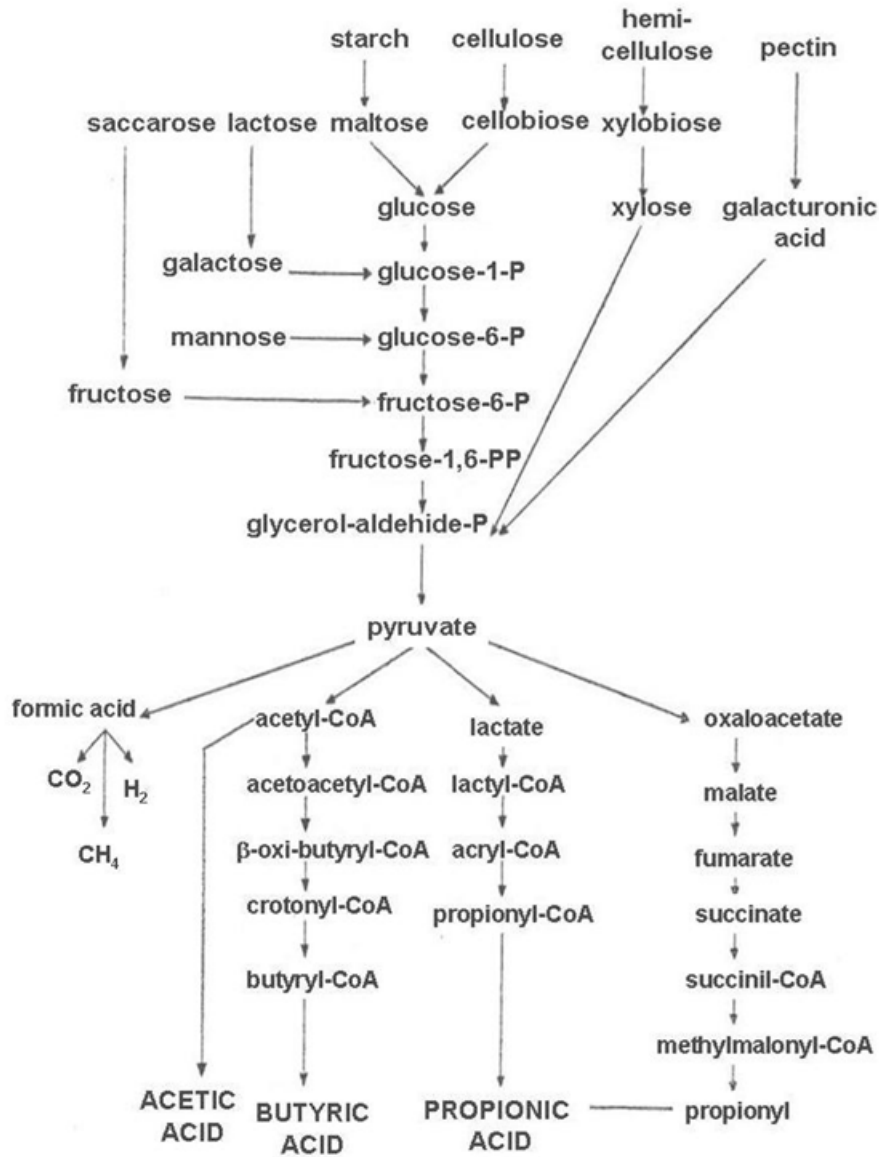 starch cellulose hemi-
cellulose pectin
saccarose lactose maltose cellobiose xylobiose
glucose xylose galacturonic
acid
galactose glucose-1-P
mannose glucose-6-P
fructose fructose-6-P
fructose-1,6-PP
glycerol-aldehide-P
pyruvate
formic acid acetyl-CoA lactate oxaloacetate
CO₂ H₂ acetoacetyl-CoA lactyl-CoA malate
CH₄ β-oxi-butyryl-CoA acryl-CoA fumarate
crotonyl-CoA propionyl-CoA succinate
butyryl-CoA succinil-CoA
methylmalonyl-CoA
ACETIC
ACID
BUTYRIC
ACID
PROPIONIC
ACID
propionyl